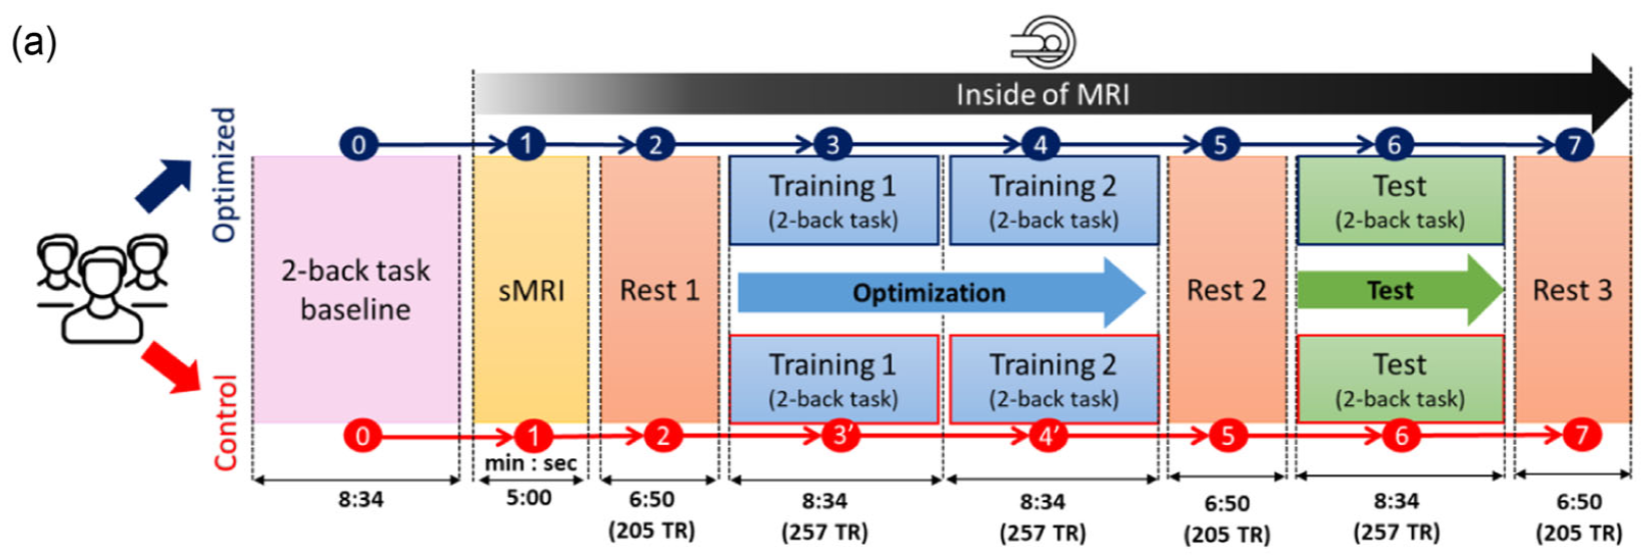 (a)
Inside of MRI
Optimized
0 1 2 3 4 5 6 7
2-back task
baseline
sMRI
Rest 1
Training 1
(2-back task)
Training 2
(2-back task)
Optimization
Training 1
(2-back task)
Training 2
(2-back task)
Rest 2
Test
(2-back task)
Test
Test
(2-back task)
Rest 3
Control
0 1 2 3' 4' 5 6 7
min : sec
8:34
5:00
6:50
(205 TR)
8:34
(257 TR)
8:34
(257 TR)
6:50
(205 TR)
8:34
(257 TR)
6:50
(205 TR)